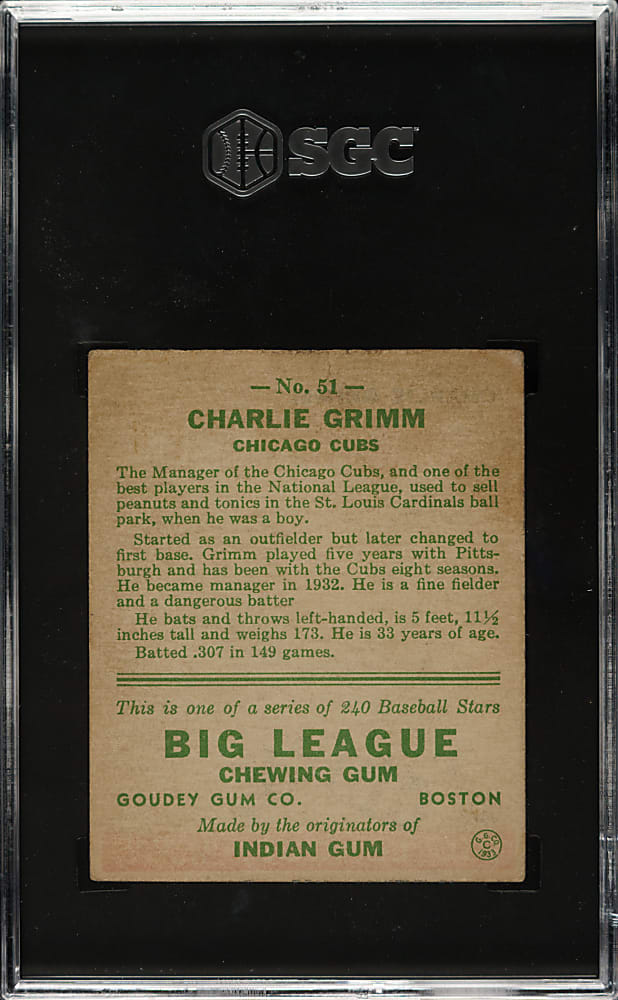 SGC
— No. 51 —
CHARLIE GRIMM
CHICAGO CUBS
The Manager of the Chicago Cubs, and one of the
best players in the National League, used to sell
peanuts and tonics in the St. Louis Cardinals ball
park, when he was a boy.
Started as an outfielder but later changed to
first base. Grimm played five years with Pitts-
burgh and has been with the Cubs eight seasons.
He became manager in 1932. He is a fine fielder
and a dangerous batter
He bats and throws left-handed, is 5 feet, 11½
inches tall and weighs 173. He is 33 years of age.
Batted .307 in 149 games.
This is one of a series of 240 Baseball Stars
BIG LEAGUE
CHEWING GUM
GOUDEY GUM CO. BOSTON
Made by the originators of
INDIAN GUM
G. G. CO.
C
1933